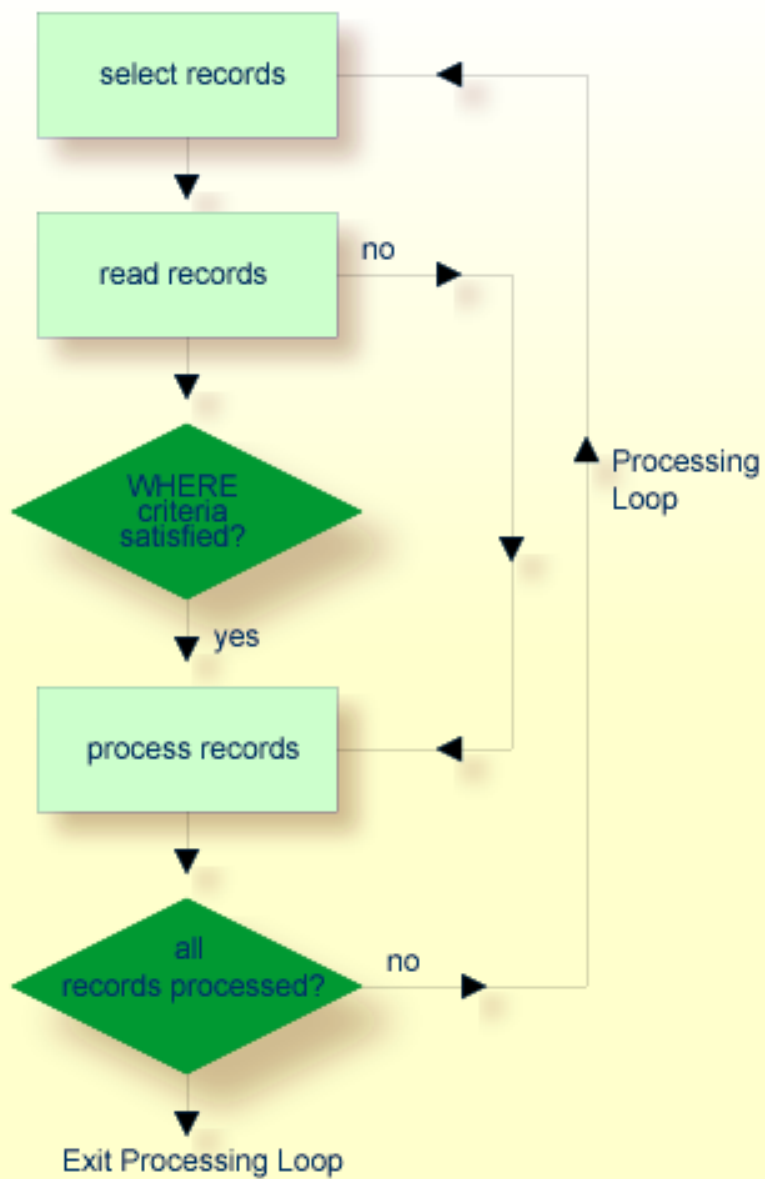 select records
read records
no
WHERE
criteria
satisfied?
Processing
Loop
yes
process records
all
records processed?
no
Exit Processing Loop